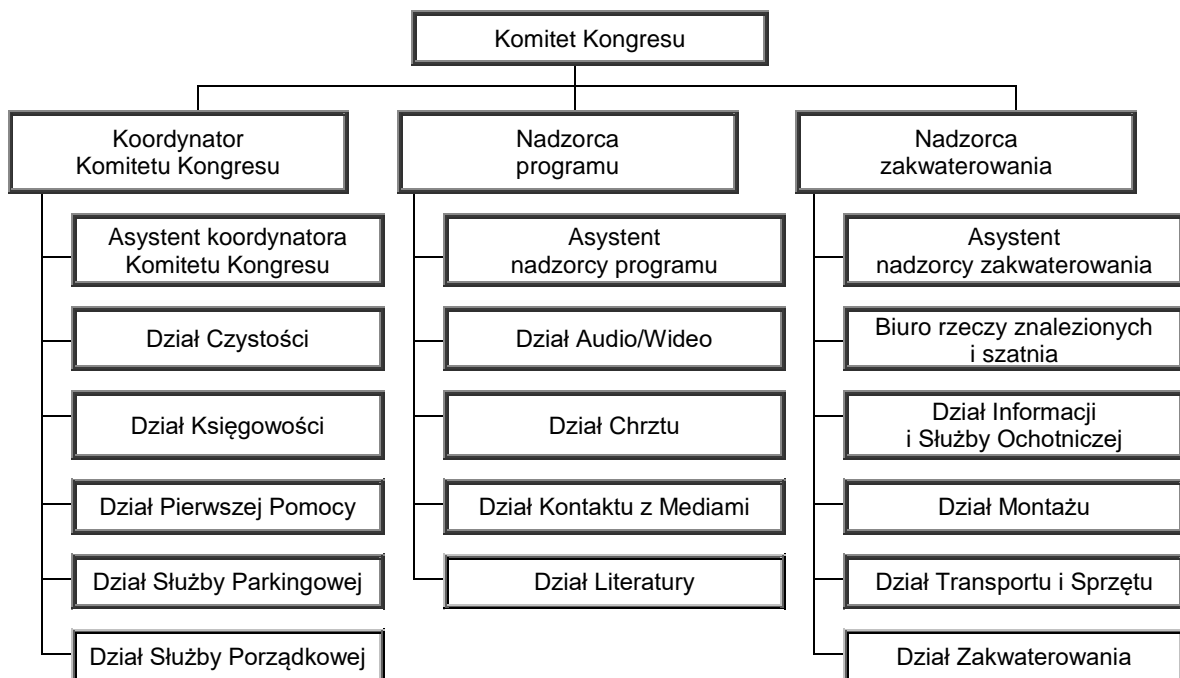 Komitet Kongresu
Koordynator
Komitetu Kongresu
Asystent koordynatora
Komitetu Kongresu
Dział Czystości
Dział Księgowości
Dział Pierwszej Pomocy
Dział Służby Parkingowej
Dział Służby Porządkowej
Nadzorca
programu
Asystent
nadzorcy programu
Dział Audio/Wideo
Dział Chrztu
Dział Kontaktu z Mediami
Dział Literatury
Nadzorca
zakwaterowania
Asystent
nadzorcy zakwaterowania
Biuro rzeczy znalezionych
i szatnia
Dział Informacji
i Służby Ochotniczej
Dział Montażu
Dział Transportu i Sprzętu
Dział Zakwaterowania